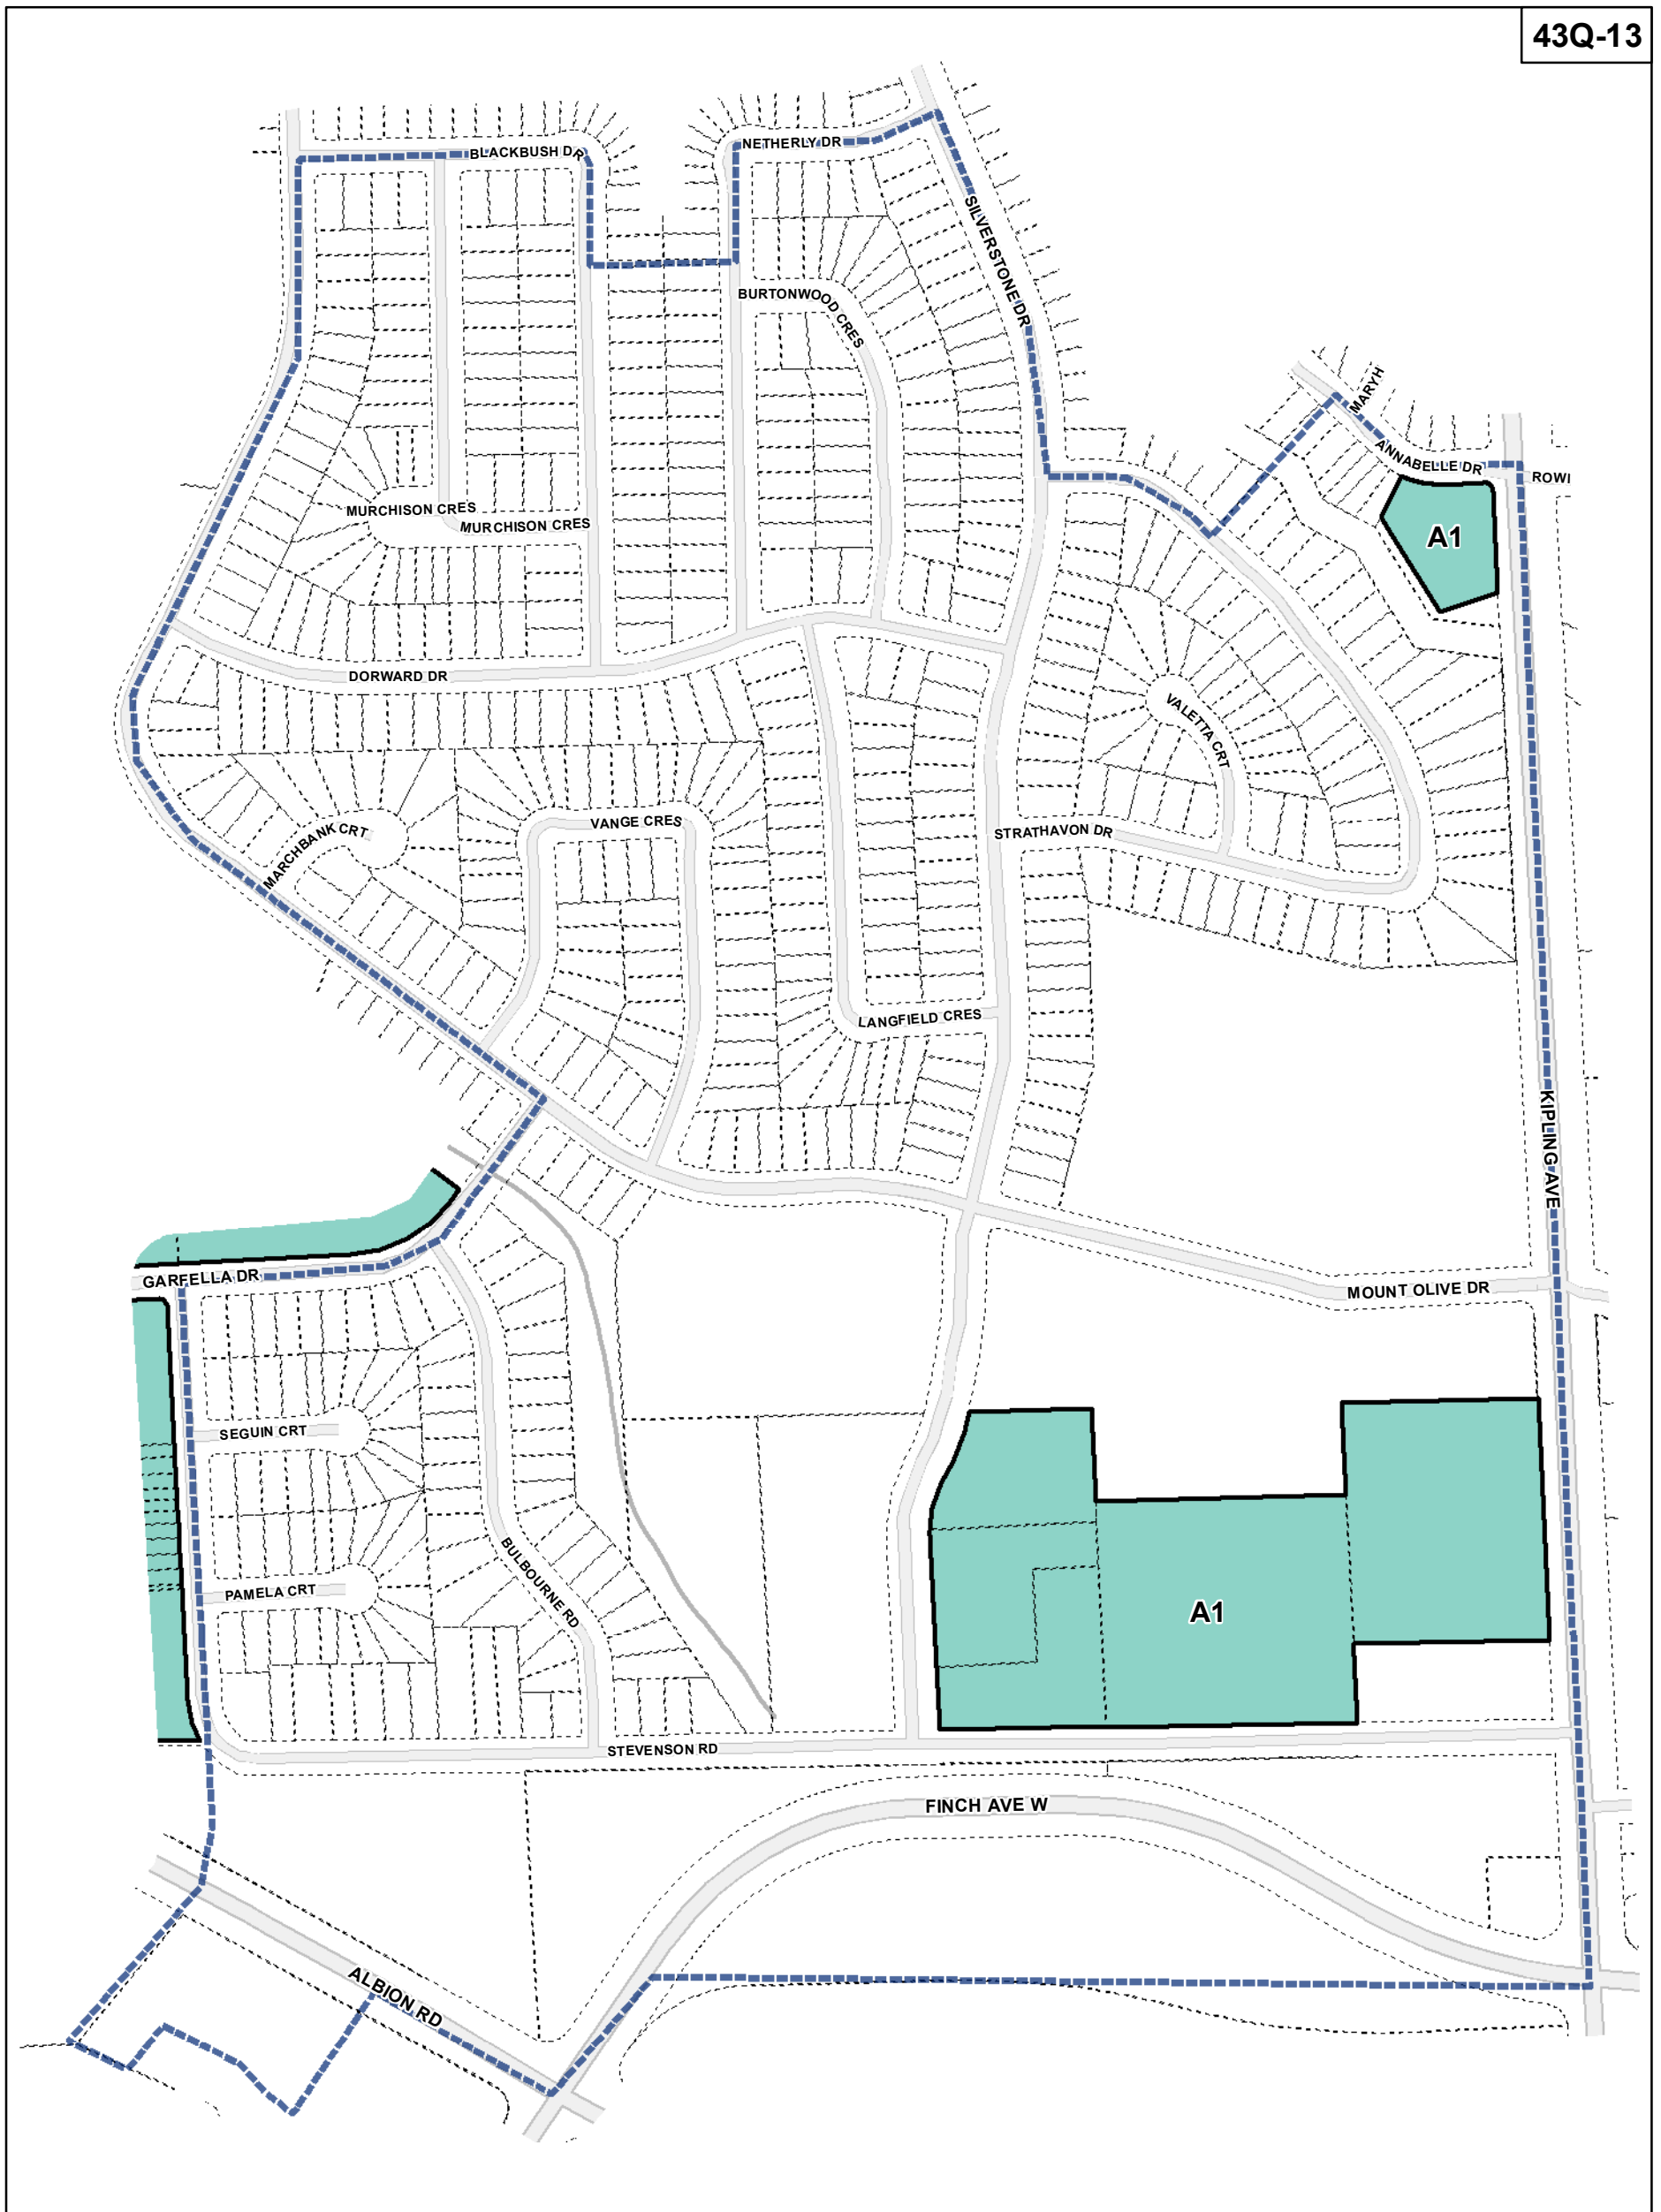 43Q-13
BLACKBUSH DR
NETHERLY DR
SILVERSTONE DR
BURTONWOOD CRES
MARYH
ANNABELLE DR
ROWI
MURCHISON CRES
MURCHISON CRES
A1
DORWARD DR
VALETTA CRT
VANGE CRES
MARCHBANK CRT
STRATHAVON DR
LANGFIELD CRES
KIPLING AVE
GARFELLA DR
MOUNT OLIVE DR
SEGUIN CRT
BULBOURNE RD
PAMELA CRT
A1
STEVENSON RD
FINCH AVE W
ALBION RD